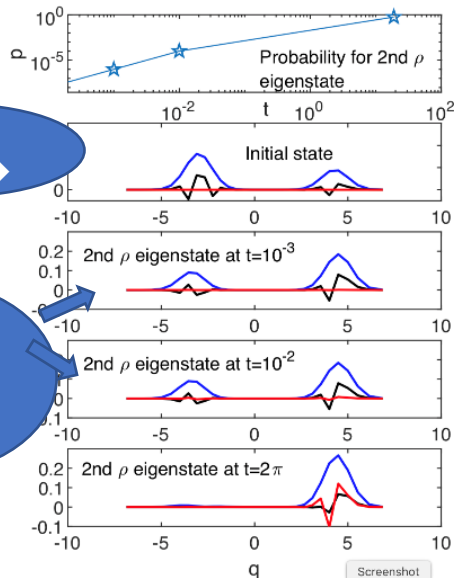 10^0
p
10^-5
Probability for 2nd ρ
eigenstate
10^-2 t 10^0 10^2
Initial state
0
-10 -5 0 5 10
0.2
0.1
0
2nd ρ eigenstate at t=10^-3
-10 -5 0 5 10
2nd ρ eigenstate at t=10^-2
0
0.1
-10 -5 0 5 10
0.2
0.1
0
-0.1
2nd ρ eigenstate at t=2π
-10 -5 0 5 10
q
Screenshot